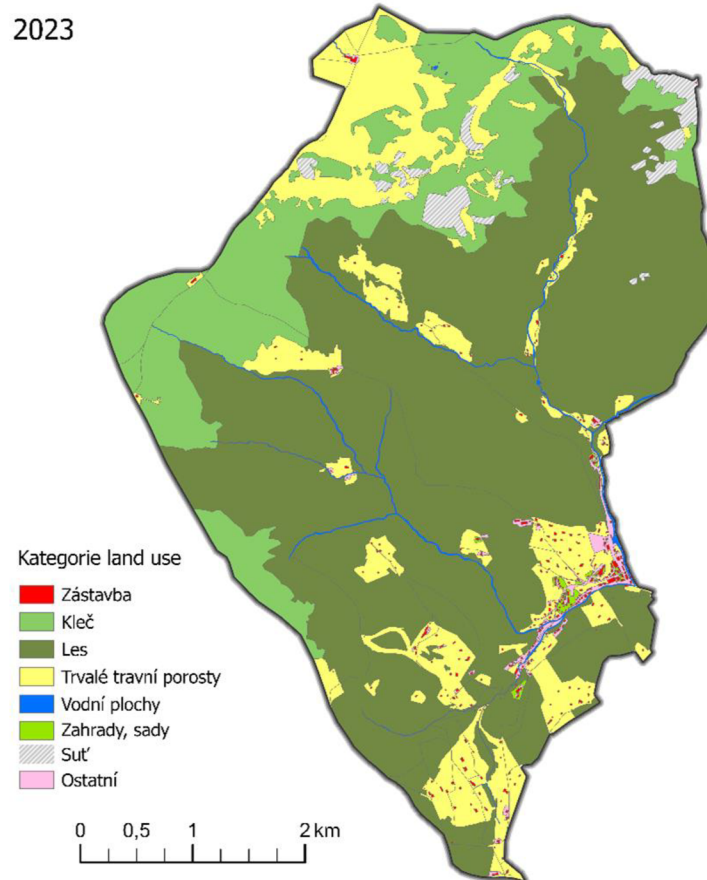 2023
Kategorie land use
Zástavba
Kleč
Les
Trvalé travní porosty
Vodní plochy
Zahrady, sady
Suť
Ostatní
0 0,5 1 2 km